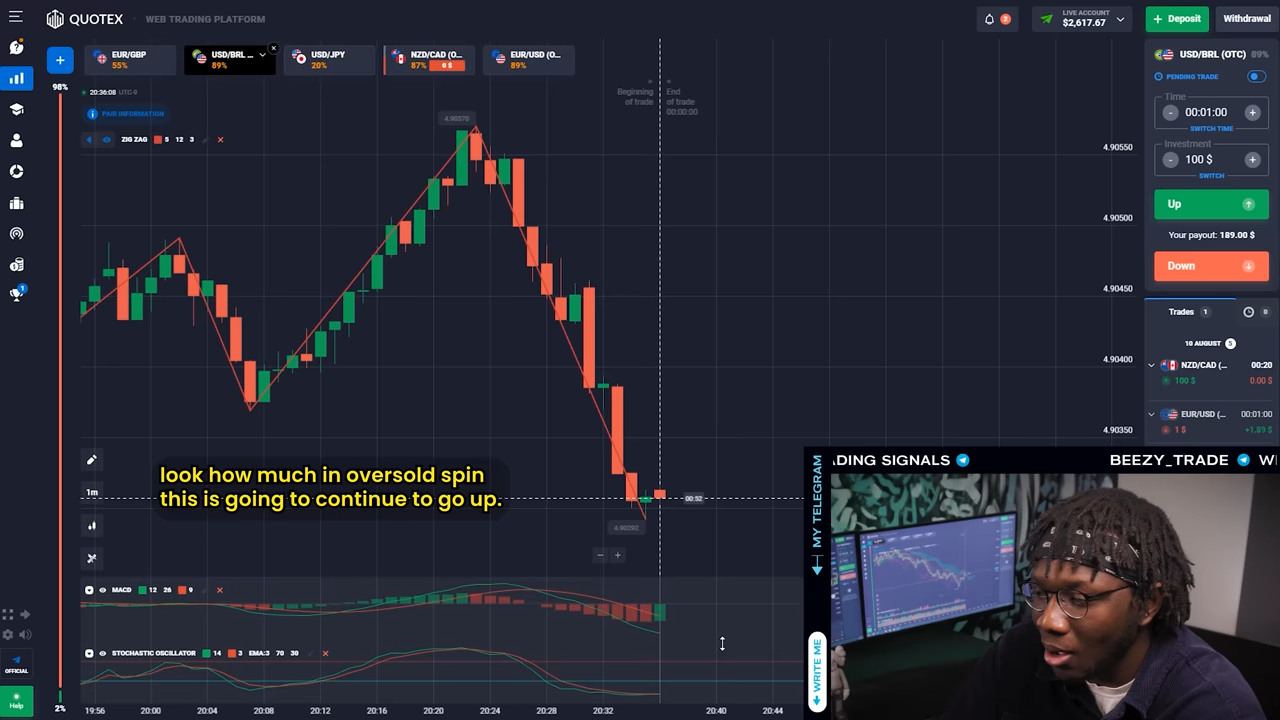 QUOTEX
WEB TRADING PLATFORM
2
LIVE ACCOUNT
$2,617.67
+ Deposit
Withdrawal
EUR/GBP
55%
USD/BRL ...
89%
USD/JPY
20%
NZD/CAD (O...
87% 0 $
EUR/USD (O...
89%
98%
20:36:08 UTC-9
PAIR INFORMATION
ZIG ZAG 5 12 3
4.90576
Beginning
of trade
End
of trade
00:00:00
4.90550
4.90500
4.90450
4.90400
4.90350
USD/BRL (OTC) 89%
PENDING TRADE
Time
- 00:01:00 +
SWITCH TIME
Investment
- 100 $ +
SWITCH
Up
Your payout: 189.00 $
Down
Trades 1
0
10 AUGUST 5
NZD/CAD (... 00:20
100 $ 0.00 $
EUR/USD (... 00:01:00
1 $ +1.89 $
look how much in oversold spin
this is going to continue to go up.
1m
00:52
4.90292
MACD 12 26 9
STOCHASTIC OSCILLATOR 14 3 EMA:3 70 30
OFFICIAL
Help
1
2%
19:56 20:00 20:04 20:08 20:12 20:16 20:20 20:24 20:28 20:32 20:40 20:44
ADING SIGNALS
BEEZY_TRADE
MY TELEGRAM
WRITE ME